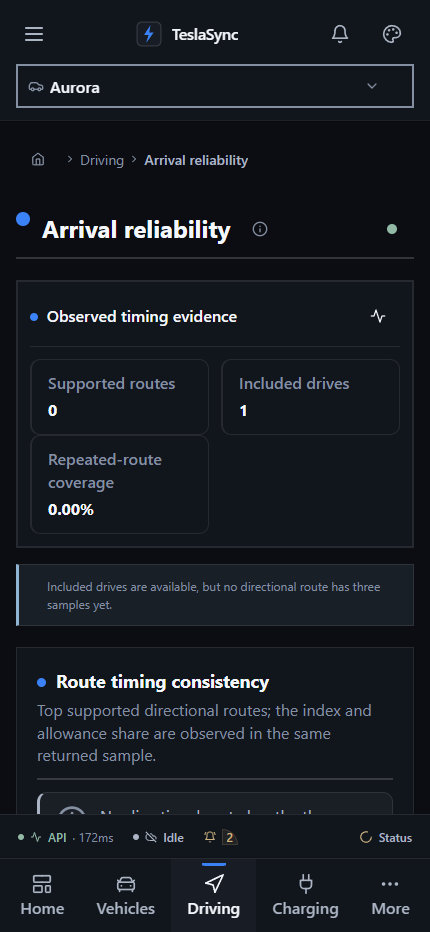 TeslaSync
Aurora
Driving > Arrival reliability
Arrival reliability
Observed timing evidence
Supported routes
0
Included drives
1
Repeated-route
coverage
0.00%
Included drives are available, but no directional route has three
samples yet.
Route timing consistency
Top supported directional routes; the index and
allowance share are observed in the same
returned sample.
API · 172ms
Idle
2
Status
Home
Vehicles
Driving
Charging
More